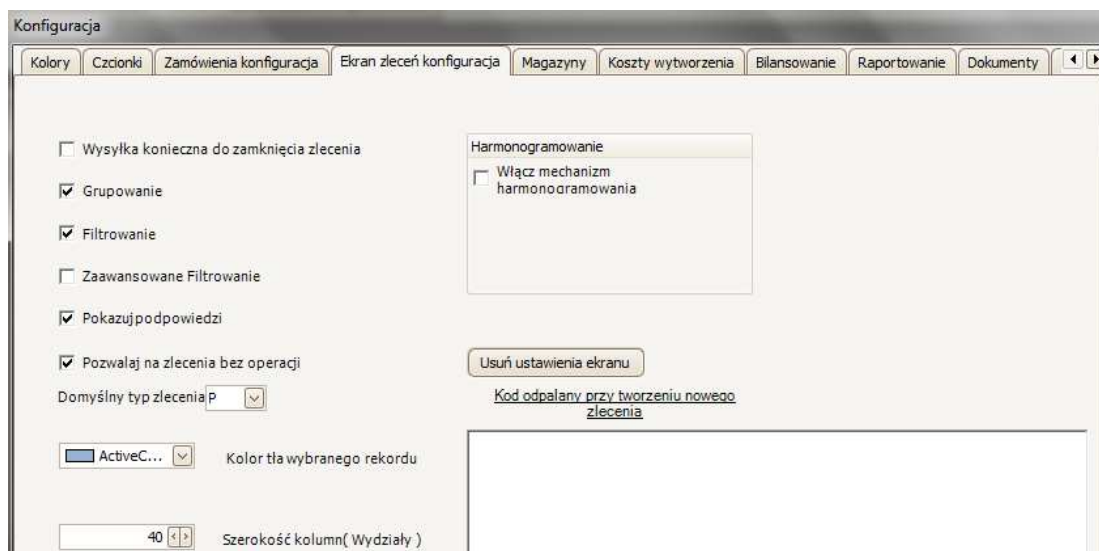 Konfiguracja
Kolory Czcionki Zamówienia konfiguracja Ekran zleceń konfiguracja Magazyny Koszty wytworzenia Bilansowanie Raportowanie Dokumenty
Wysyłka konieczna do zamknięcia zlecenia
Harmonogramowanie
Włącz mechanizm
harmonogramowania
Grupowanie
Filtrowanie
Zaawansowane Filtrowanie
Pokazuj podpowiedzi
Pozwalaj na zlecenia bez operacji
Usuń ustawienia ekranu
Domyślny typ zlecenia P
Kod odpalany przy tworzeniu nowego
zlecenia
ActiveC... Kolor tła wybranego rekordu
40 Szerokość kolumn( Wydziały )